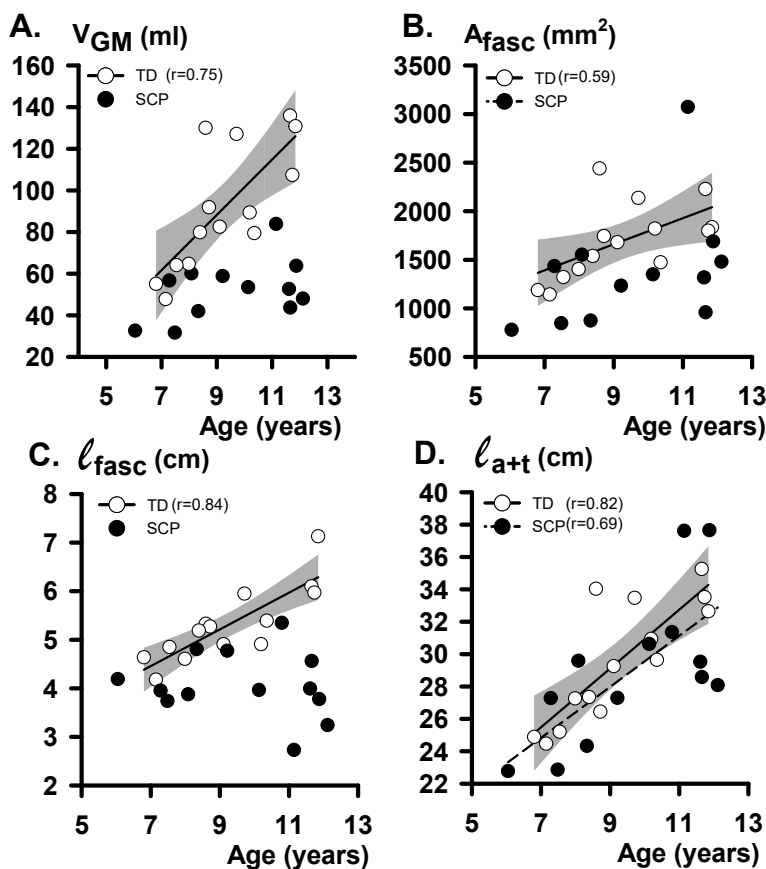 A. V_GM (ml)
TD (r=0.75)
SCP
160
140
120
100
80
60
40
20
5 7 9 11 13
Age (years)
B. A_fasc (mm²)
TD (r=0.59)
SCP
3500
3000
2500
2000
1500
1000
500
5 7 9 11 13
Age (years)
C. ℓ_fasc (cm)
TD (r=0.84)
SCP
8
7
6
5
4
3
2
5 7 9 11 13
Age (years)
D. ℓ_a+t (cm)
TD (r=0.82)
SCP (r=0.69)
40
38
36
34
32
30
28
26
24
22
5 7 9 11 13
Age (years)